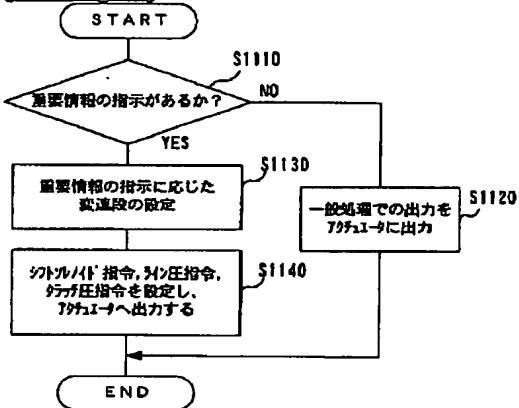 START
S1110
重要情報の指示があるか?
NO
YES
S1130
重要情報の指示に応じた
変速段の設定
S1120
一般処理での出力を
アクチュエータに出力
S1140
シフトソレノイド指令,ライン圧指令,
クラッチ圧指令を設定し、
アクチュエータへ出力する
END